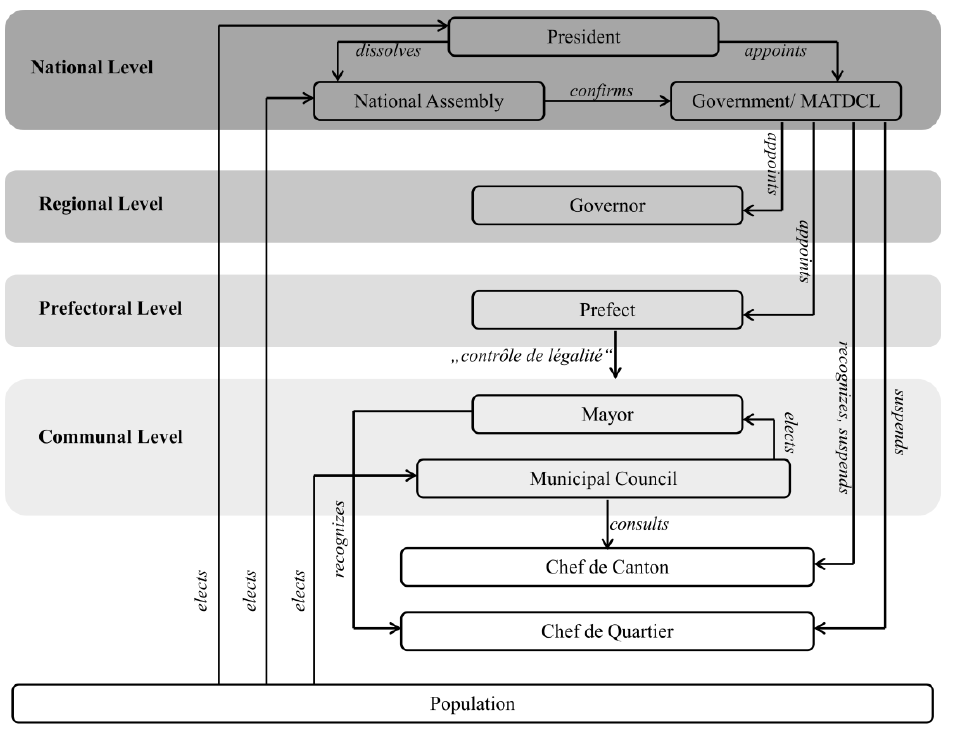 President
dissolves
appoints
National Level
National Assembly
confirms
Government/ MATDCL
appoints
Regional Level
Governor
appoints
Prefectoral Level
Prefect
„contrôle de légalité“
recognizes, suspends
suspends
Mayor
elects
Communal Level
Municipal Council
recognizes
consults
Chef de Canton
elects
elects
elects
Chef de Quartier
Population